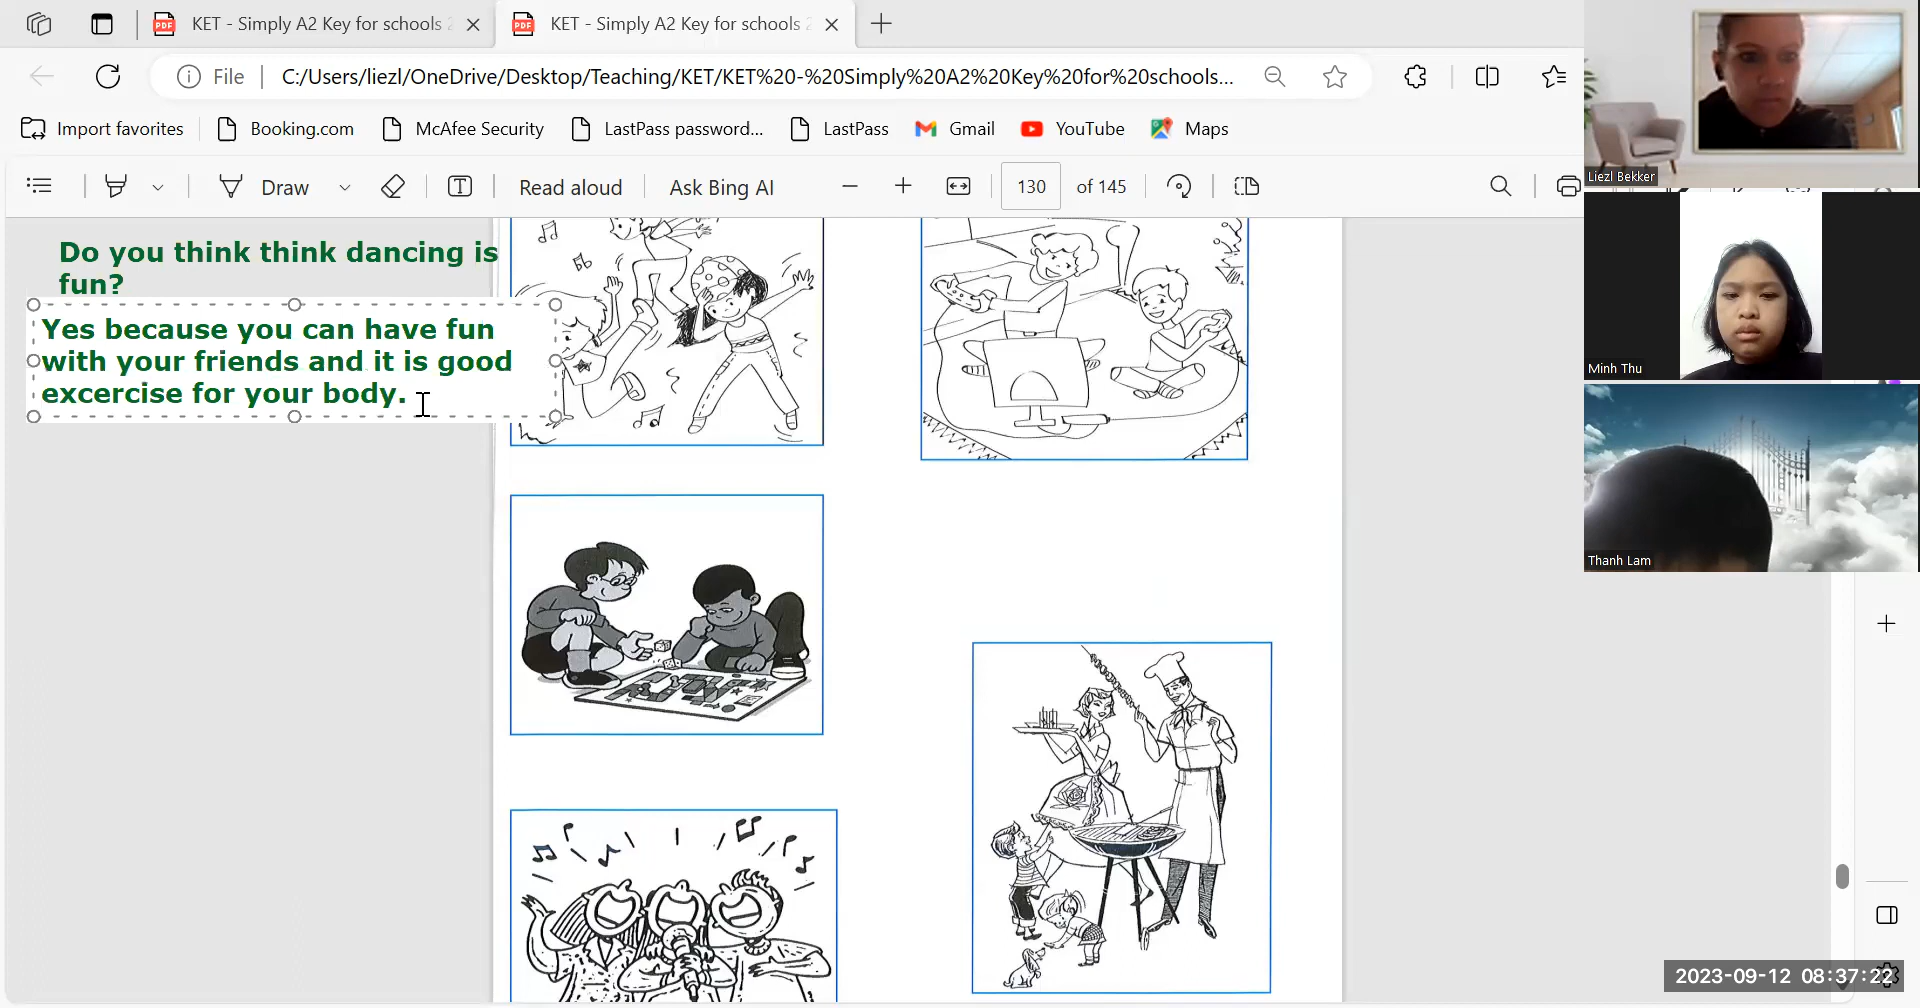 KET - Simply A2 Key for schools 2
KET - Simply A2 Key for schools 2
File
C:/Users/liezl/OneDrive/Desktop/Teaching/KET/KET%20-%20Simply%20A2%20Key%20for%20schools...
Import favorites
Booking.com
McAfee Security
LastPass password...
LastPass
Gmail
YouTube
Maps
Draw
Read aloud
Ask Bing AI
130
of 145
Do you think think dancing is
fun?
Yes because you can have fun
with your friends and it is good
excercise for your body.
Liezl Bekker
Minh Thu
Thanh Lam
2023-09-12 08:37:22